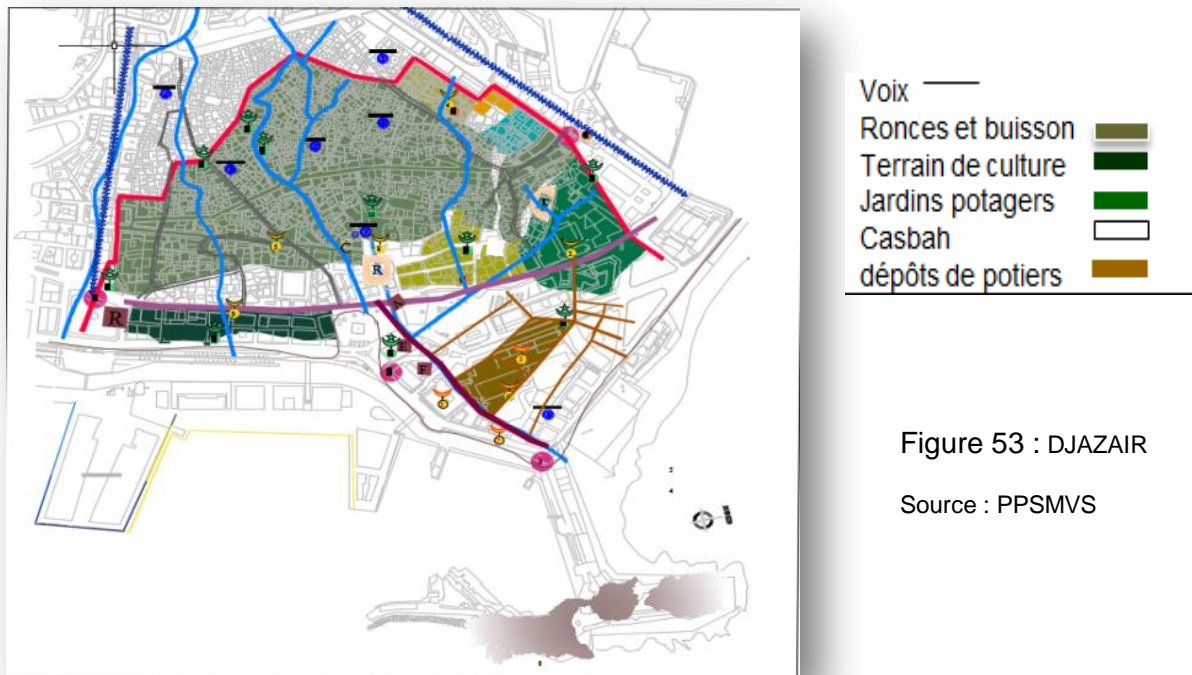 Voix
Ronces et buisson
Terrain de culture
Jardins potagers
Casbah
dépôts de potiers
Figure 53 : DJAZAIR
Source : PPSMVS
C
R
R
E
F